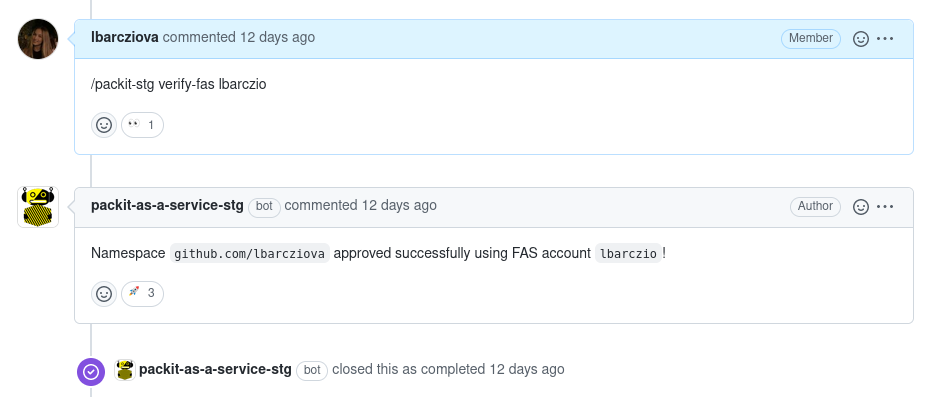 lbarcziova commented 12 days ago Member
/packit-stg verify-fas lbarczio
1
packit-as-a-service-stg bot commented 12 days ago Author
Namespace github.com/lbarcziova approved successfully using FAS account lbarczio!
3
packit-as-a-service-stg bot closed this as completed 12 days ago